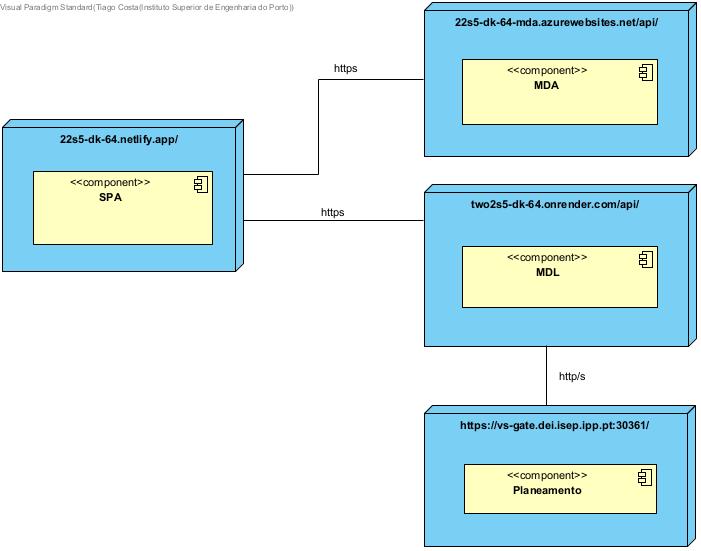 Visual Paradigm Standard(Tiago Costa(Instituto Superior de Engenharia do Porto))
22s5-dk-64-mda.azurewebsites.net/api/
<<component>>
MDA
https
22s5-dk-64.netlify.app/
<<component>>
SPA
https
two2s5-dk-64.onrender.com/api/
<<component>>
MDL
http/s
https://vs-gate.dei.isep.ipp.pt:30361/
<<component>>
Planeamento